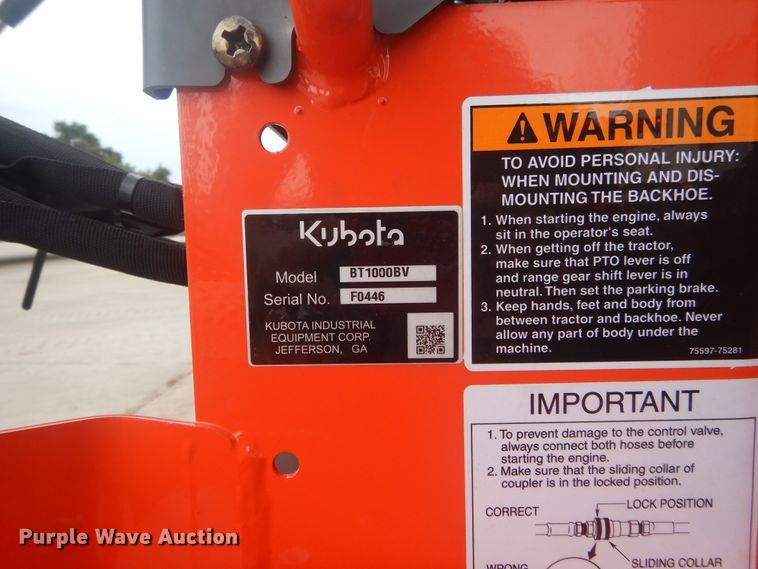 Kubota
Model BT1000BV
Serial No. F0446
KUBOTA INDUSTRIAL
EQUIPMENT CORP.
JEFFERSON, GA
WARNING
TO AVOID PERSONAL INJURY:
WHEN MOUNTING AND DIS-
MOUNTING THE BACKHOE.
1. When starting the engine, always
sit in the operator's seat.
2. When getting off the tractor,
make sure that PTO lever is off
and range gear shift lever is in
neutral. Then set the parking brake.
3. Keep hands, feet and body from
between tractor and backhoe. Never
allow any part of body under the
machine.
75597-75281
IMPORTANT
1. To prevent damage to the control valve,
always connect both hoses before
starting the engine.
2. Make sure that the sliding collar of
coupler is in the locked position.
CORRECT
LOCK POSITION
WRONG
SLIDING COLLAR
Purple Wave Auction